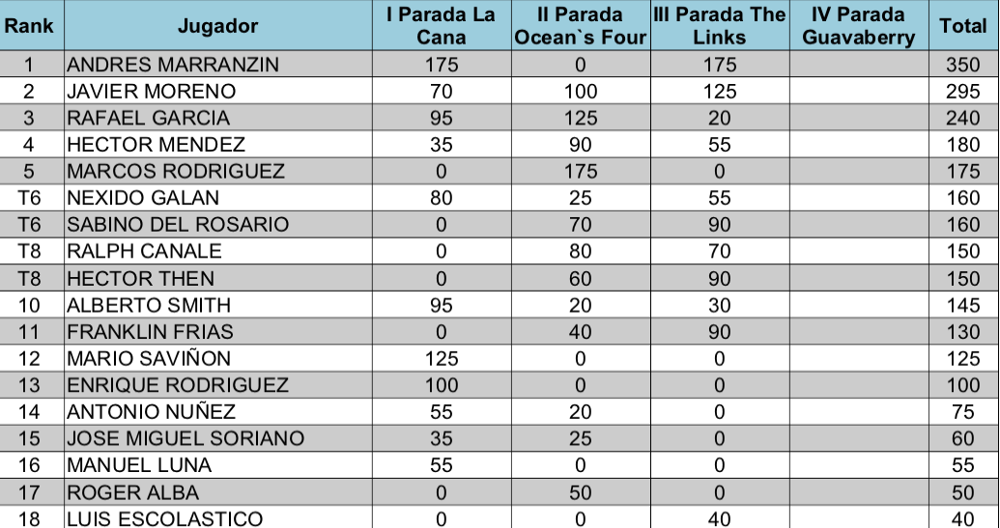 Rank Jugador I Parada La Cana II Parada Ocean`s Four III Parada The Links IV Parada Guavaberry Total
1 ANDRES MARRANZIN 175 0 175 350
2 JAVIER MORENO 70 100 125 295
3 RAFAEL GARCIA 95 125 20 240
4 HECTOR MENDEZ 35 90 55 180
5 MARCOS RODRIGUEZ 0 175 0 175
T6 NEXIDO GALAN 80 25 55 160
T6 SABINO DEL ROSARIO 0 70 90 160
T8 RALPH CANALE 0 80 70 150
T8 HECTOR THEN 0 60 90 150
10 ALBERTO SMITH 95 20 30 145
11 FRANKLIN FRIAS 0 40 90 130
12 MARIO SAVIÑON 125 0 0 125
13 ENRIQUE RODRIGUEZ 100 0 0 100
14 ANTONIO NUÑEZ 55 20 0 75
15 JOSE MIGUEL SORIANO 35 25 0 60
16 MANUEL LUNA 55 0 0 55
17 ROGER ALBA 0 50 0 50
18 LUIS ESCOLASTICO 0 0 40 40